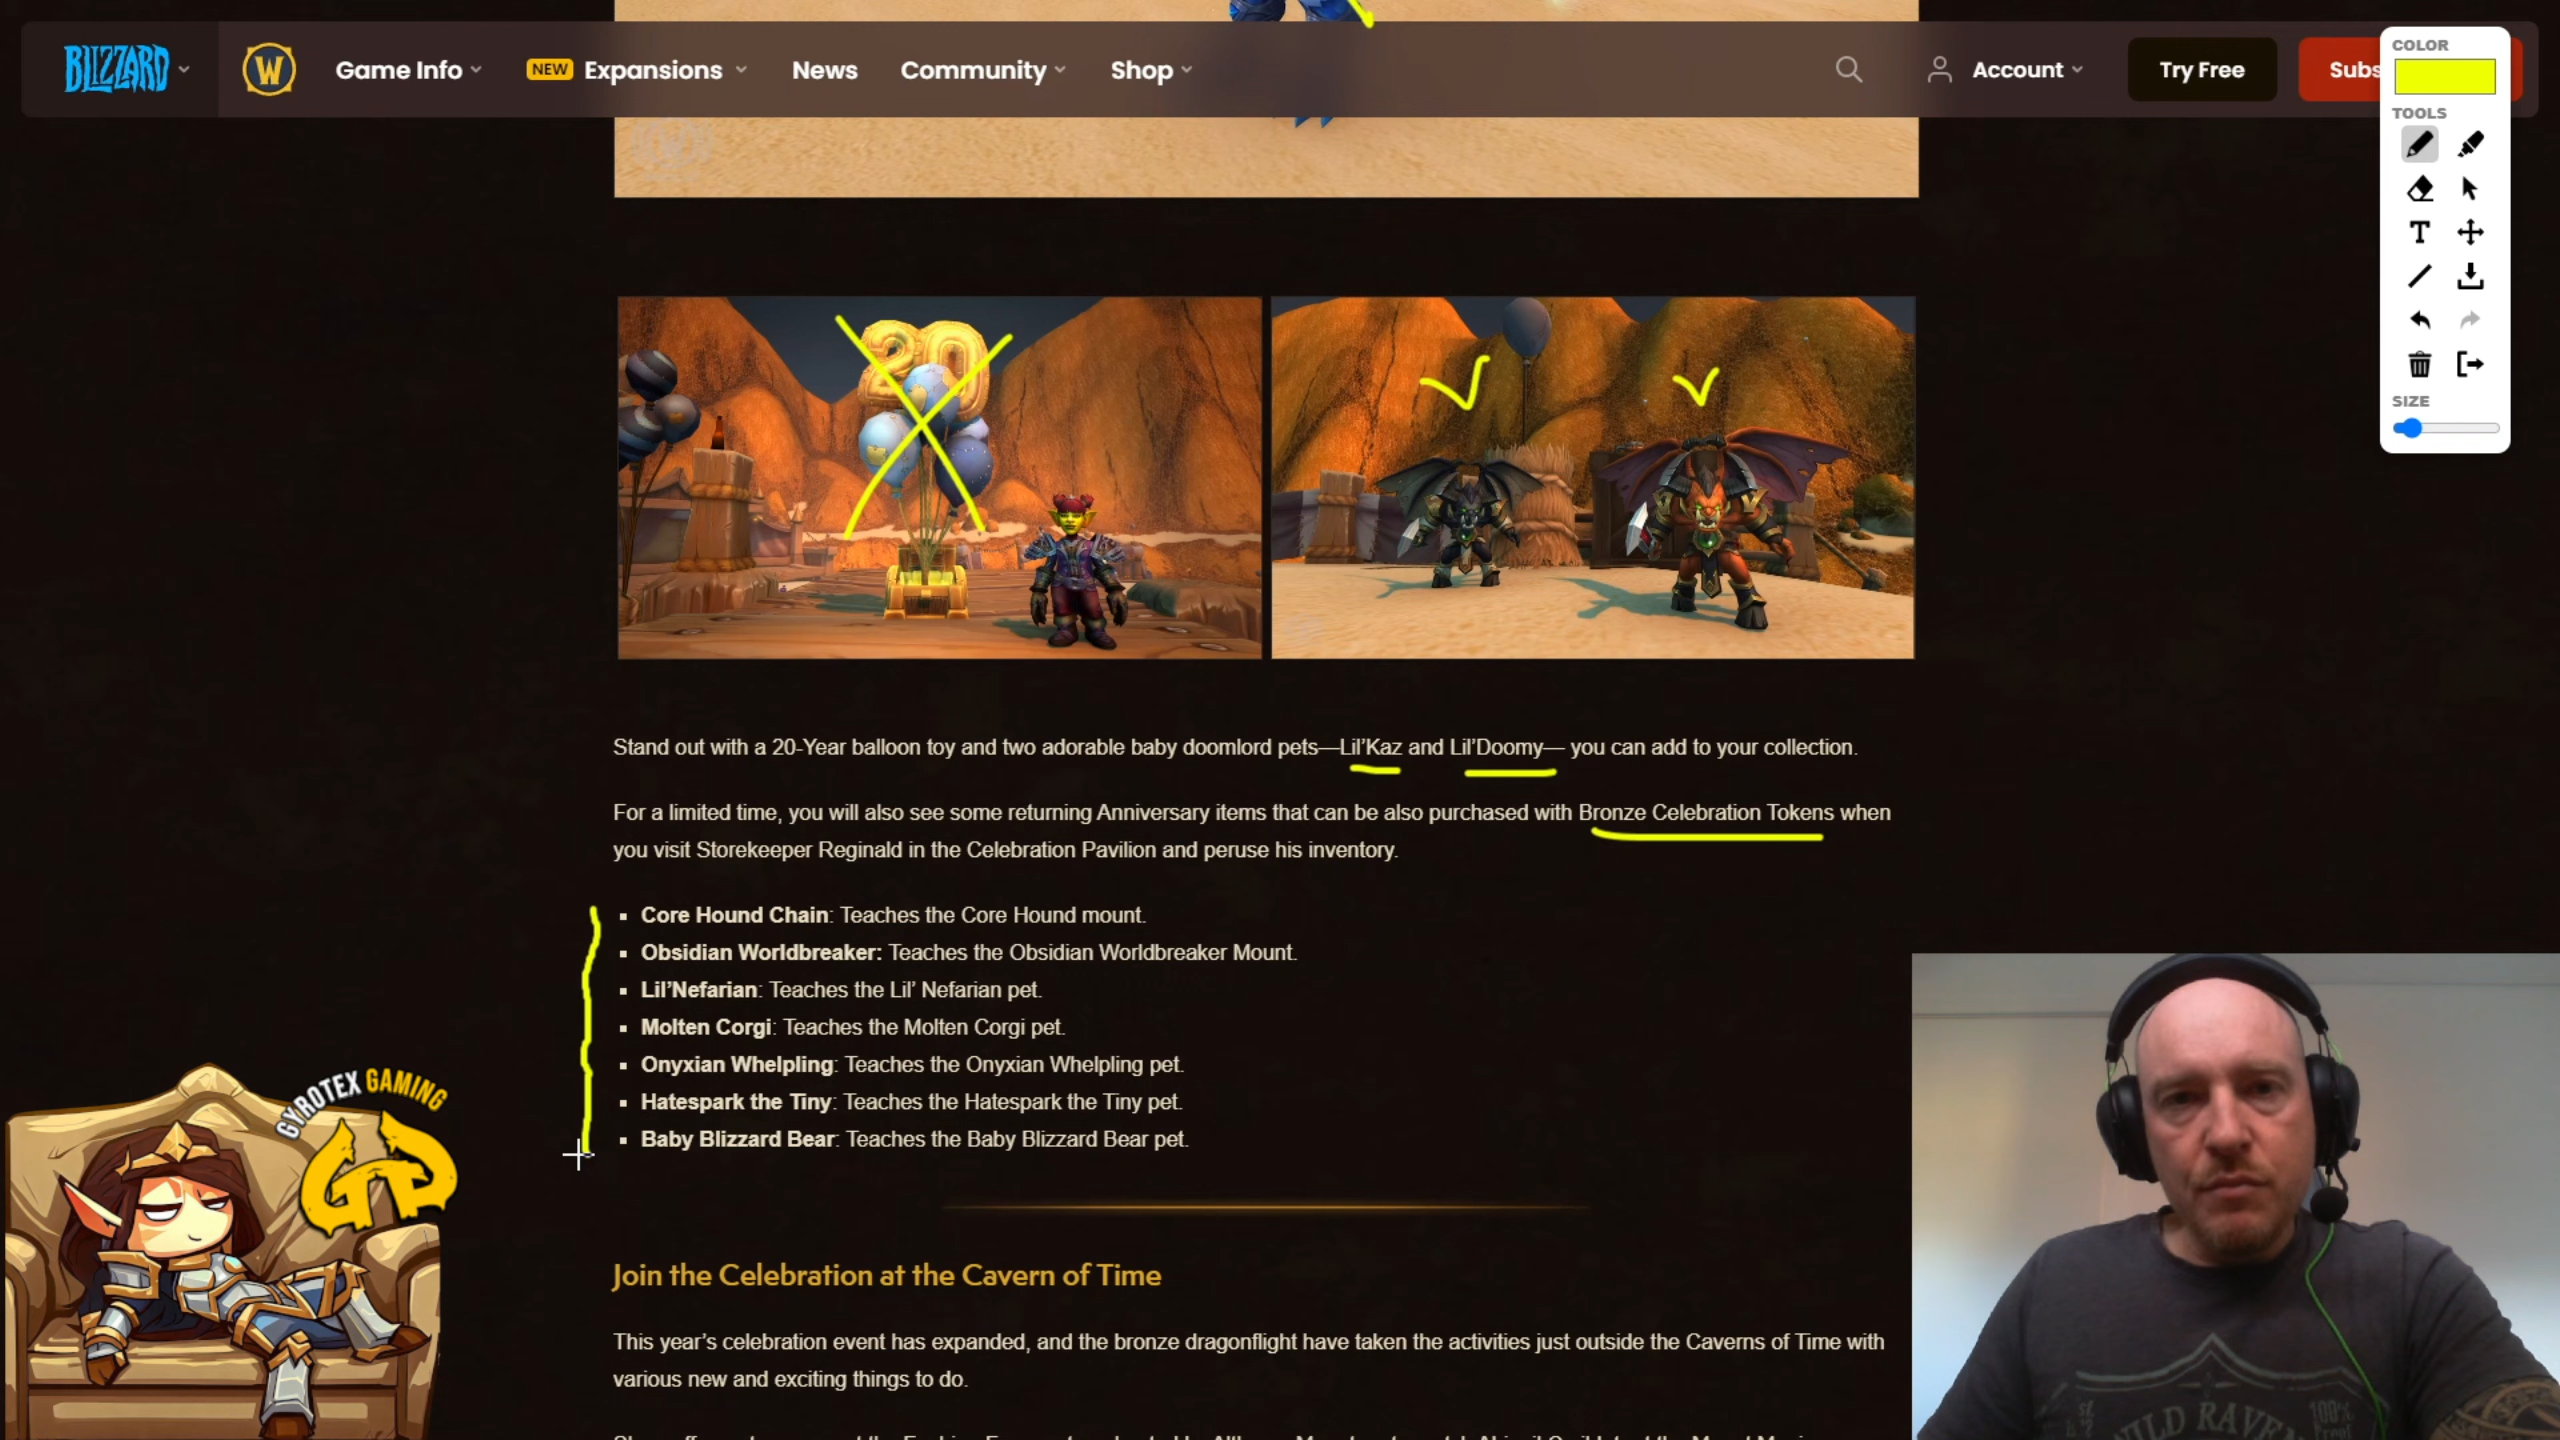 BLIZZARD
W
Game Info
NEW Expansions
News
Community
Shop
Account
Try Free
Subs
COLOR
TOOLS
T
SIZE
20
Stand out with a 20-Year balloon toy and two adorable baby doomlord pets—Lil’Kaz and Lil’Doomy— you can add to your collection.
For a limited time, you will also see some returning Anniversary items that can be also purchased with Bronze Celebration Tokens when
you visit Storekeeper Reginald in the Celebration Pavilion and peruse his inventory.
Core Hound Chain: Teaches the Core Hound mount.
Obsidian Worldbreaker: Teaches the Obsidian Worldbreaker Mount.
Lil’Nefarian: Teaches the Lil’ Nefarian pet.
Molten Corgi: Teaches the Molten Corgi pet.
Onyxian Whelpling: Teaches the Onyxian Whelpling pet.
Hatespark the Tiny: Teaches the Hatespark the Tiny pet.
Baby Blizzard Bear: Teaches the Baby Blizzard Bear pet.
GYROTEX GAMING
GG
Join the Celebration at the Cavern of Time
This year’s celebration event has expanded, and the bronze dragonflight have taken the activities just outside the Caverns of Time with
various new and exciting things to do.
WILD RAVE
100%